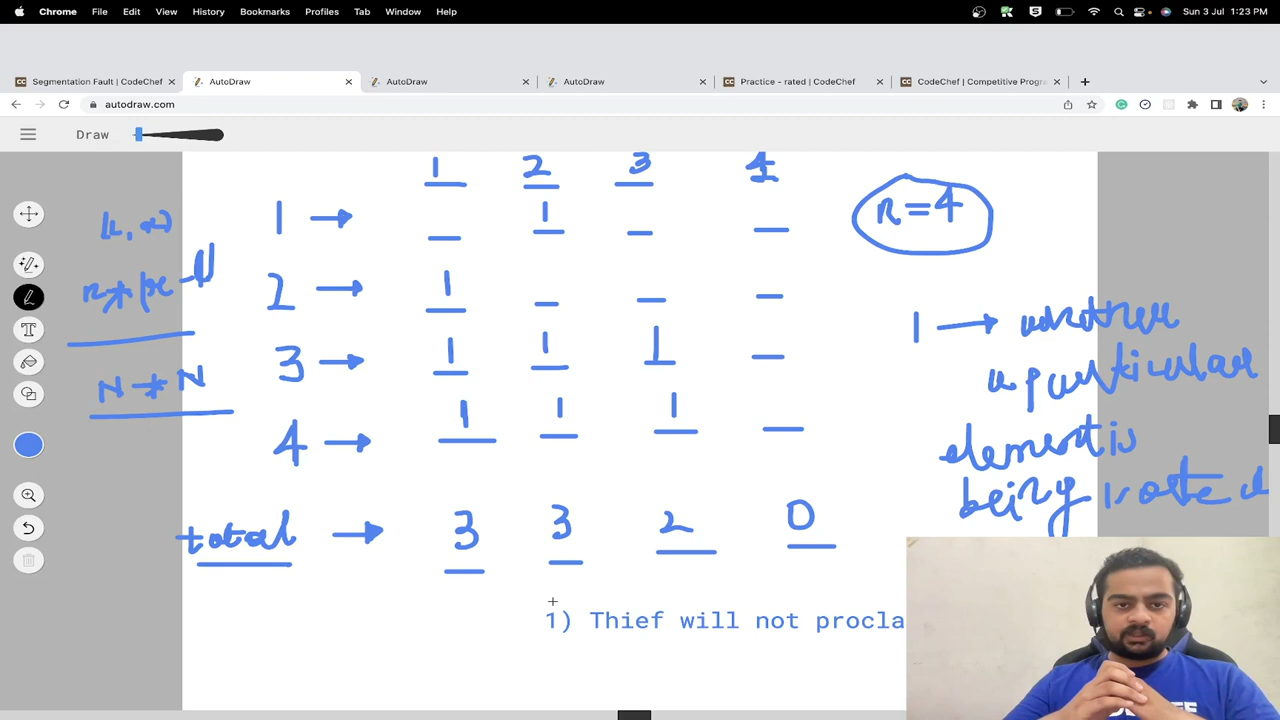 Chrome File Edit View History Bookmarks Profiles Tab Window Help Sun 3 Jul 1:23 PM
Segmentation Fault | CodeChef AutoDraw AutoDraw AutoDraw Practice - rated | CodeChef CodeChef | Competitive Progr
autodraw.com
Draw
1 2 3 4
1 → _ 1 _ _
2 → 1 _ _ _
3 → 1 1 1 _
4 → 1 1 1 _
total → 3 3 2 0
N * N
R=4
1 → whether
a particular
element is
being voted
1) Thief will not procla